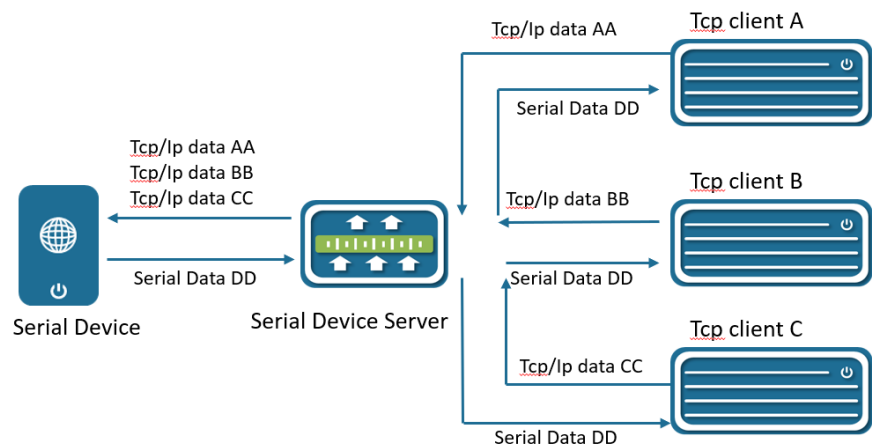 Tcp client A
Tcp/Ip data AA
Serial Data DD
Tcp/Ip data AA
Tcp/Ip data BB
Tcp/Ip data CC
Tcp client B
Tcp/Ip data BB
Serial Data DD
Serial Data DD
Serial Device
Serial Device Server
Tcp client C
Tcp/Ip data CC
Serial Data DD